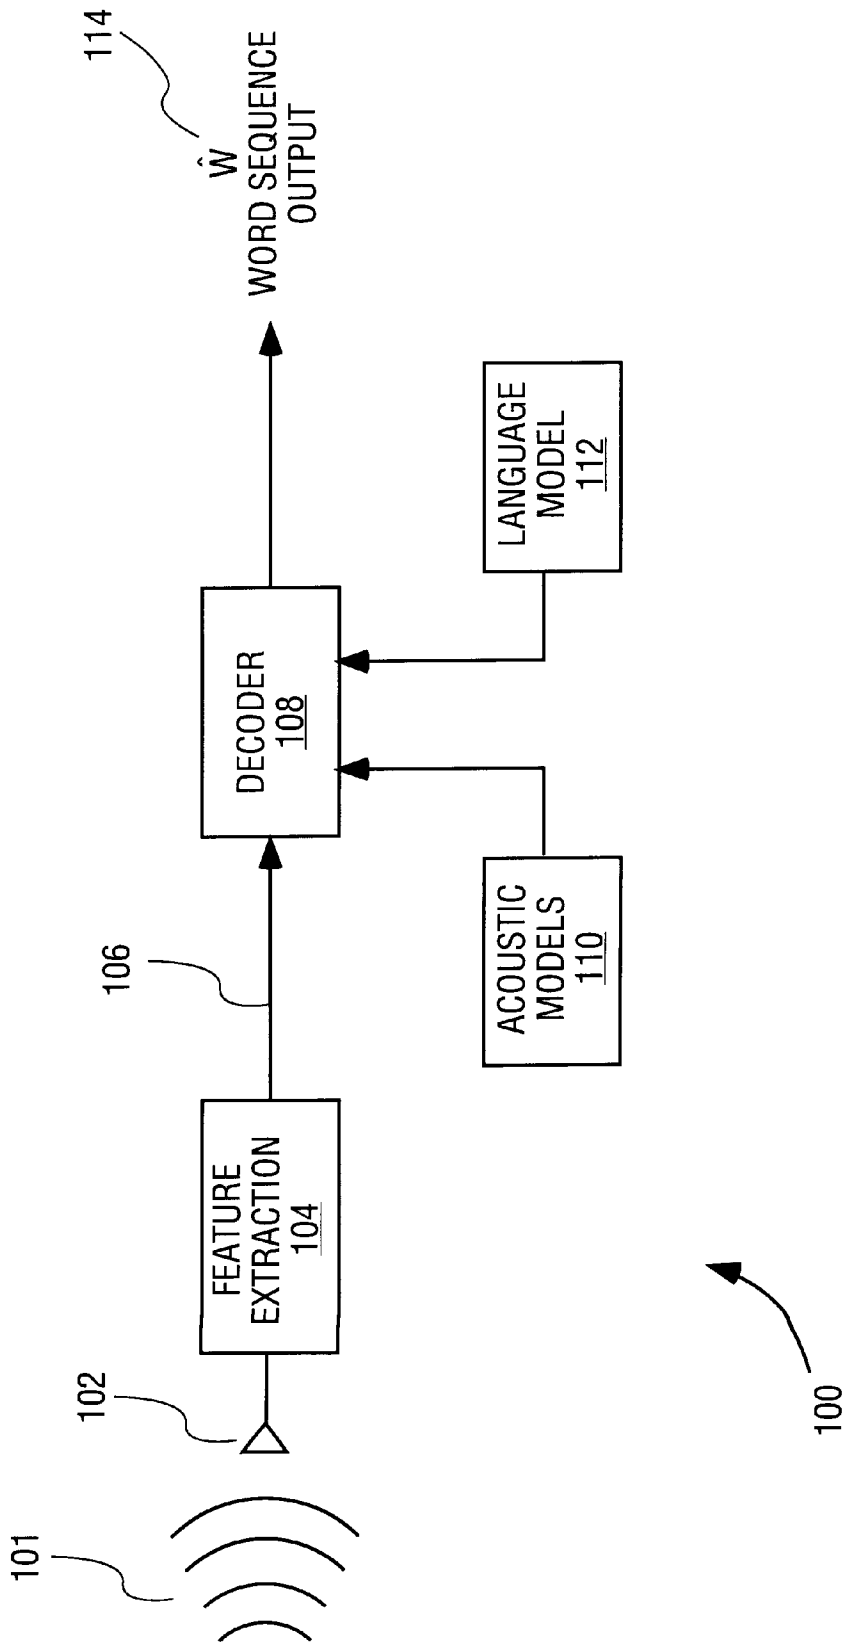 101
102
FEATURE
EXTRACTION
104
106
DECODER
108
114
Ŵ
WORD SEQUENCE
OUTPUT
ACOUSTIC
MODELS
110
LANGUAGE
MODEL
112
100